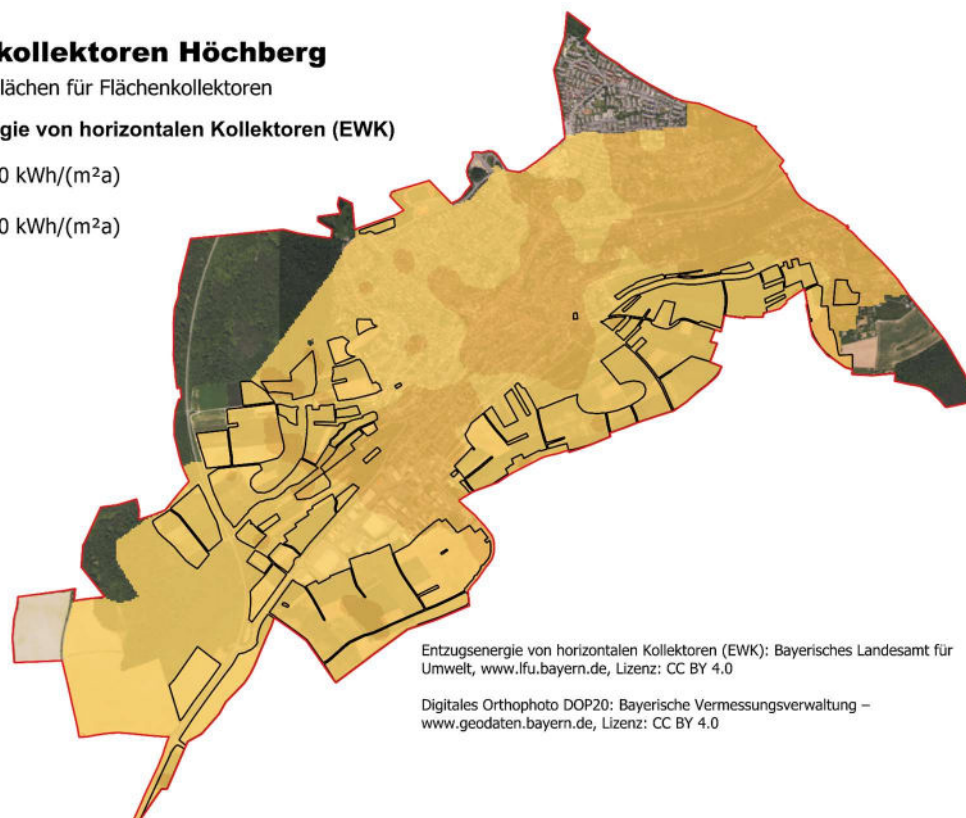 kollektoren Höchberg
lächen für Flächenkollektoren
gie von horizontalen Kollektoren (EWK)
0 kWh/(m²a)
0 kWh/(m²a)
Entzugsenergie von horizontalen Kollektoren (EWK): Bayerisches Landesamt für
Umwelt, www.lfu.bayern.de, Lizenz: CC BY 4.0
Digitales Orthophoto DOP20: Bayerische Vermessungsverwaltung –
www.geodaten.bayern.de, Lizenz: CC BY 4.0